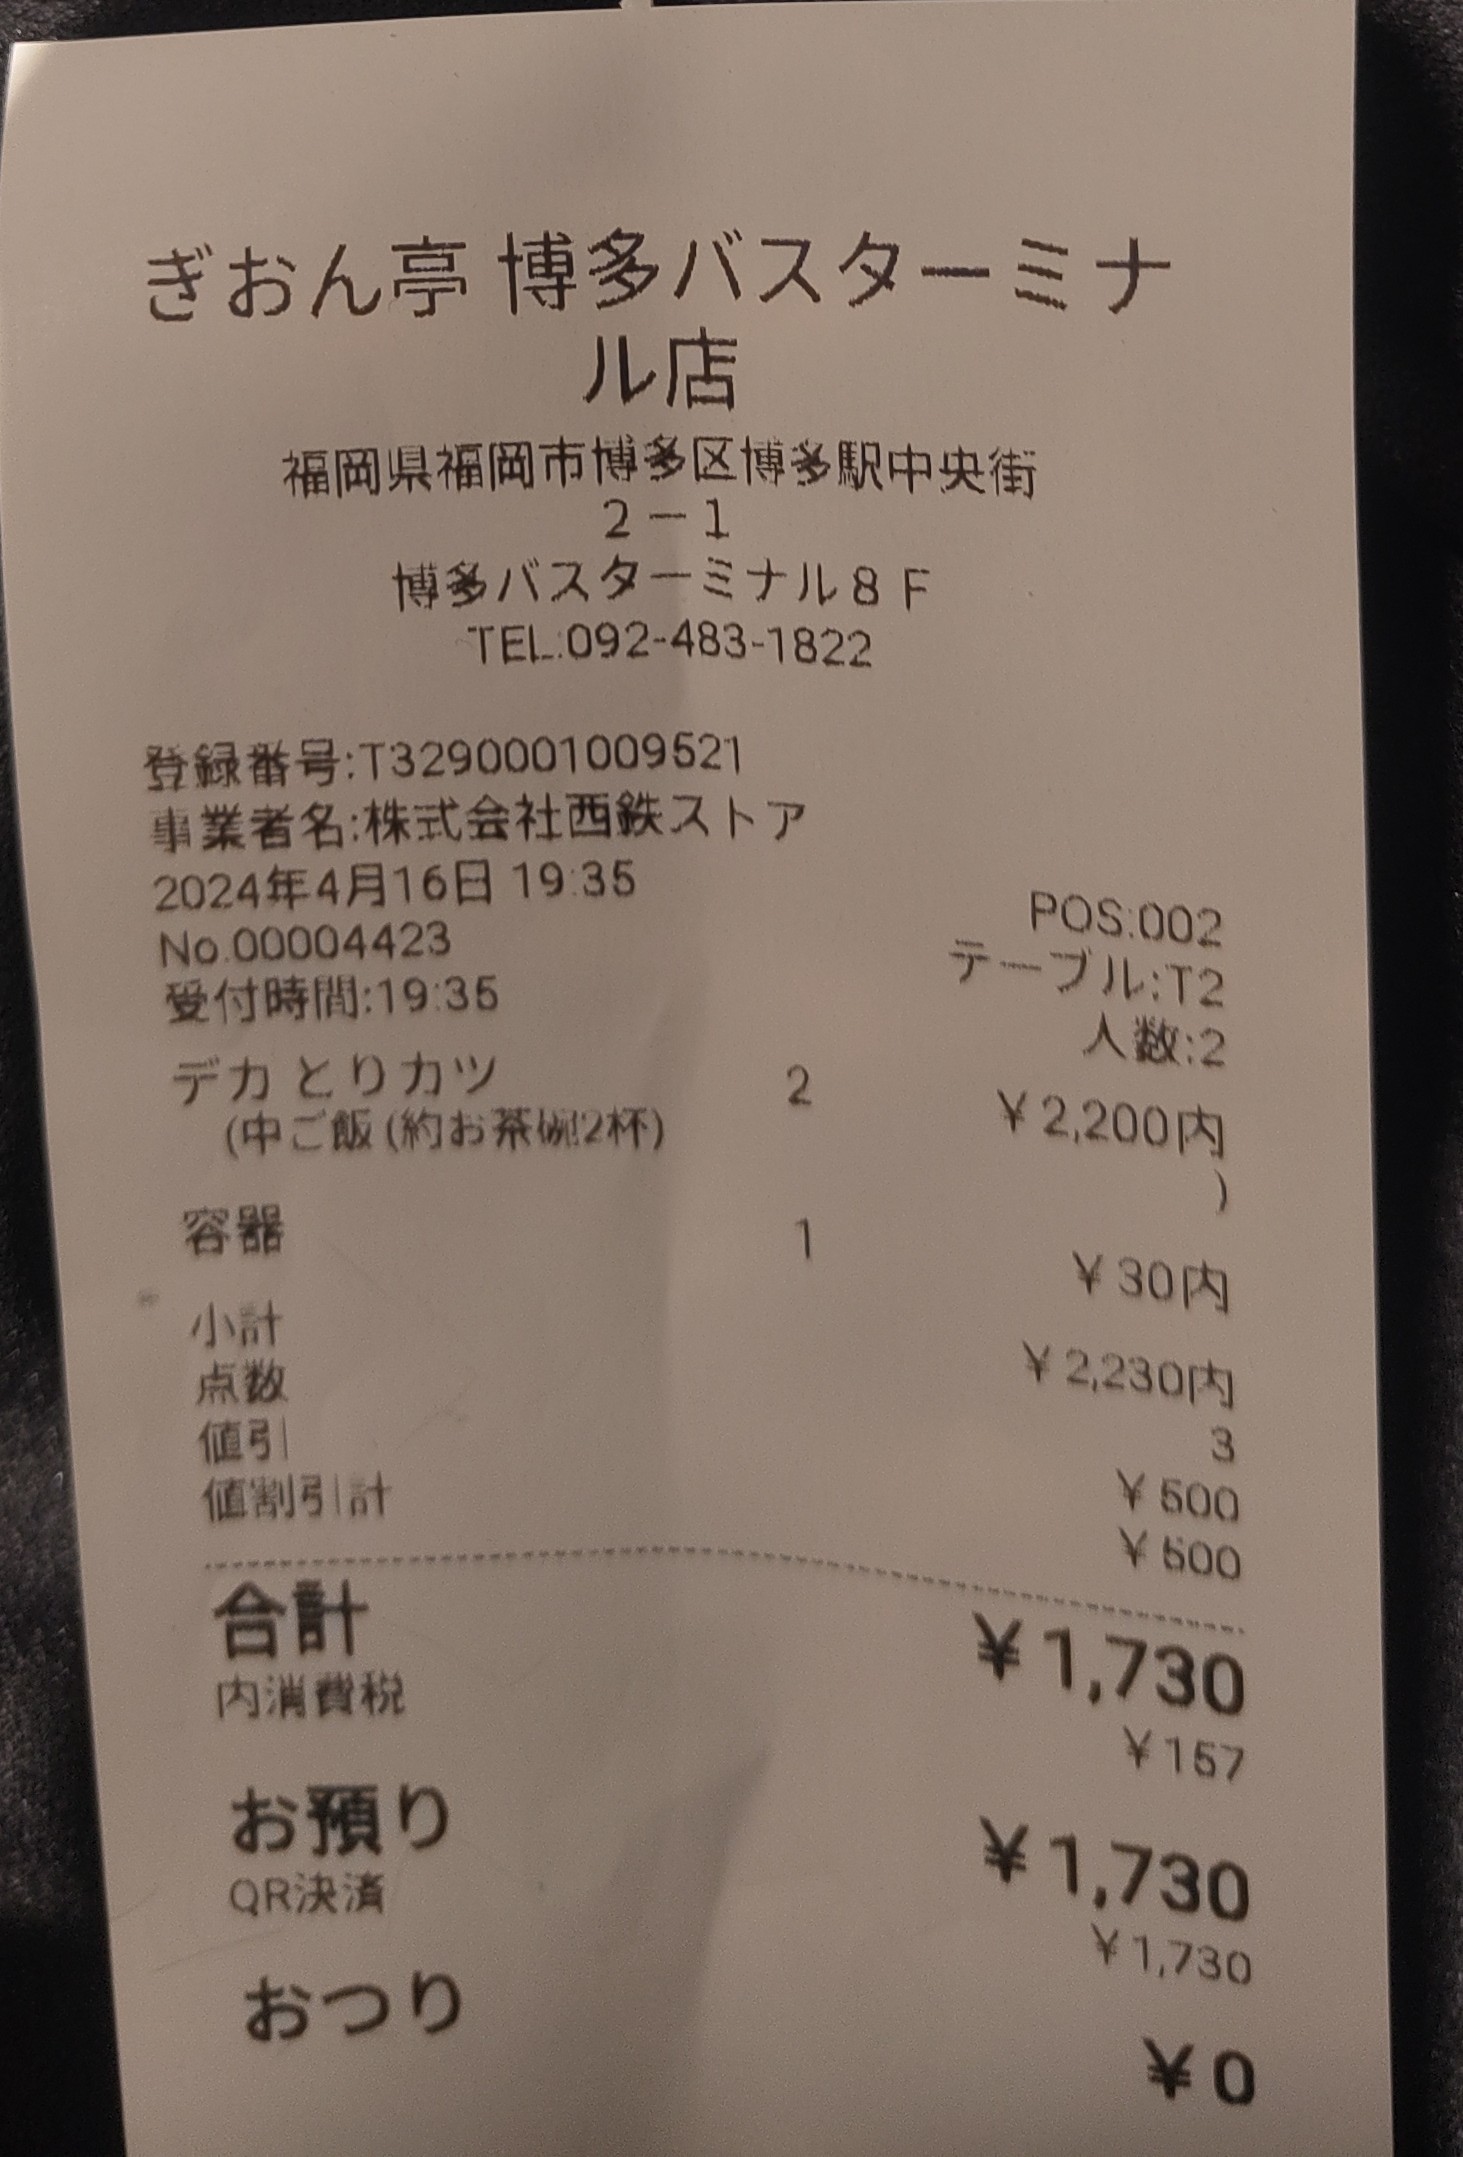 ぎおん亭 博多バスターミナ
ル店
福岡県福岡市博多区博多駅中央街
2－1
博多バスターミナル8F
TEL:092-483-1822
登録番号:T3290001009521
事業者名:株式会社西鉄ストア
2024年4月16日 19:35
POS:002
No.00004423
テーブル:T2
受付時間:19:35
人数:2
デカ とりカツ 2 ￥2,200内
(中ご飯 (約お茶碗2杯)
)
容器 1 ￥30内
小計 ￥2,230内
点数 3
値引 ￥500
値割引計 ￥500
合計 ￥1,730
内消費税 ￥157
お預り ￥1,730
QR決済 ￥1,730
おつり ￥0